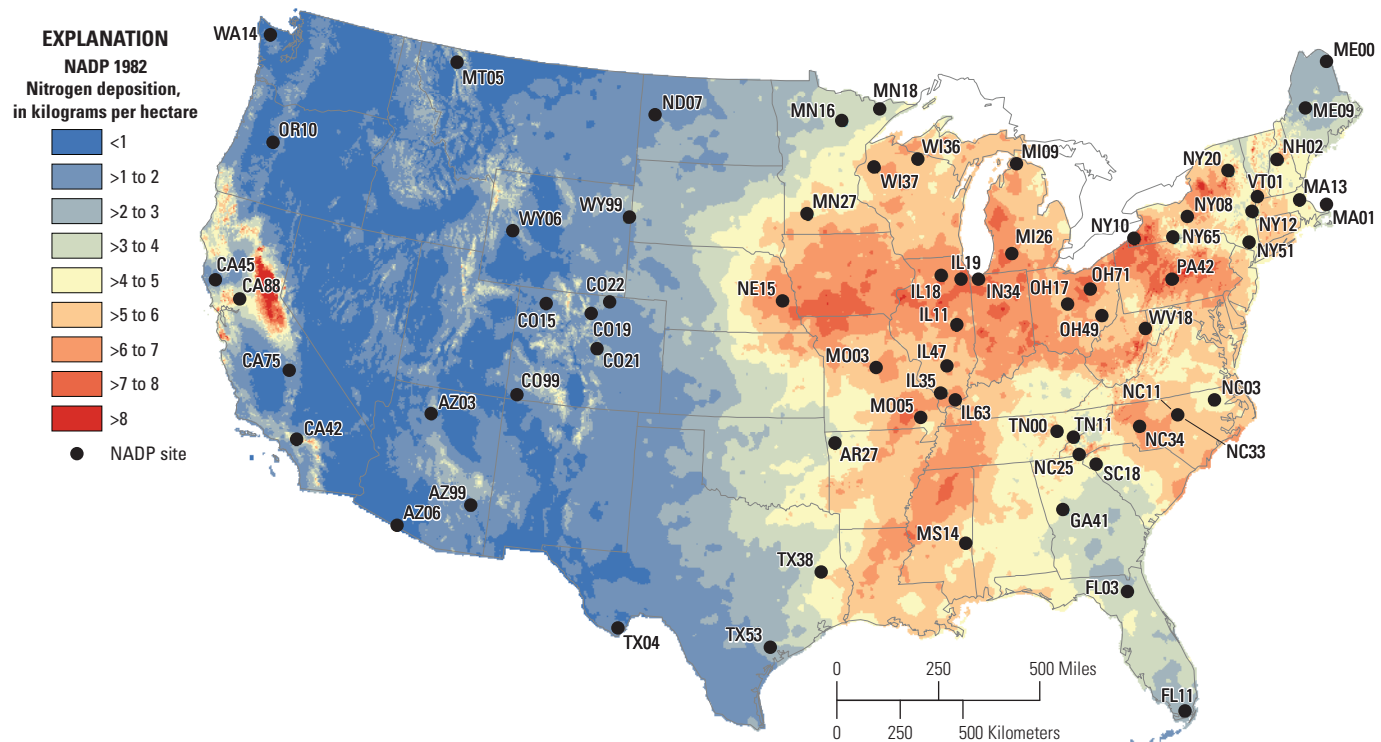 EXPLANATION
NADP 1982
Nitrogen deposition,
in kilograms per hectare
<1
>1 to 2
>2 to 3
>3 to 4
>4 to 5
>5 to 6
>6 to 7
>7 to 8
>8
NADP site
WA14
MT05
ND07
MN16
MN18
ME00
ME09
OR10
WI36
MI09
NH02
NY20
WI37
VT01
MA13
MA01
WY06
WY99
MN27
NY08
NY12
NY10
NY65
NY51
MI26
CA45
CA88
IL19
OH71
PA42
CO22
NE15
IL18
IN34
OH17
CO15
CO19
IL11
OH49
WV18
CO21
CA75
MO03
IL47
IL35
CO99
NC11
NC03
AZ03
MO05
IL63
CA42
TN00
TN11
NC34
NC33
AR27
NC25
SC18
AZ99
AZ06
GA41
MS14
TX38
FL03
TX04
TX53
FL11
0 250 500 Miles
0 250 500 Kilometers